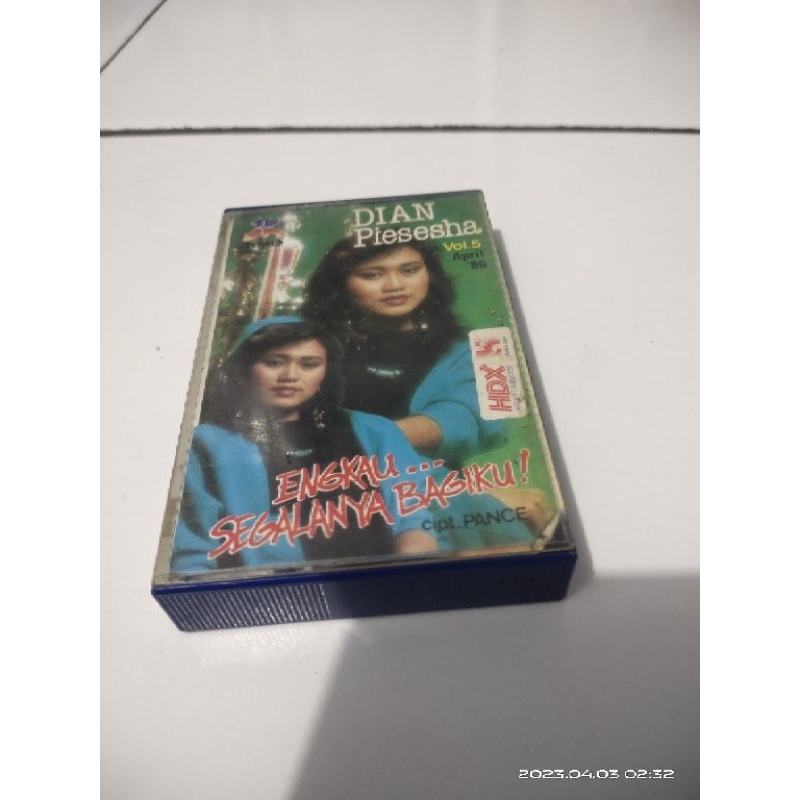 DIAN
Piesesha
Vol.5
April
'86
HDX
ENGKAU...
SEGALANYA BAGIKU!
cipt. PANCE
2023.04.03 02:32